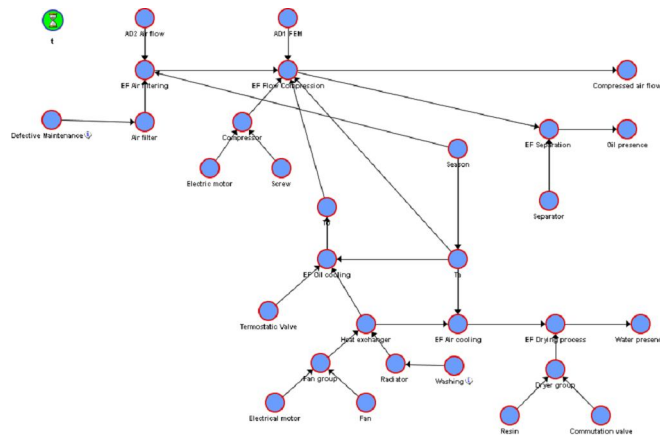 t
AD2 Air flow
AD1 FEM
EF Air filtering
EF Flow Compression
Compressed air flow
Defective Maintenance
Air filter
Compressor
Season
EF Separation
Oil presence
Electric motor
Screw
Separator
EF Oil cooling
Ta
Termostatic Valve
Heat exchanger
EF Air cooling
EF Drying process
Water presenc
Fan group
Radiator
Washing
Dryer group
Electrical motor
Fan
Resin
Commutation valve